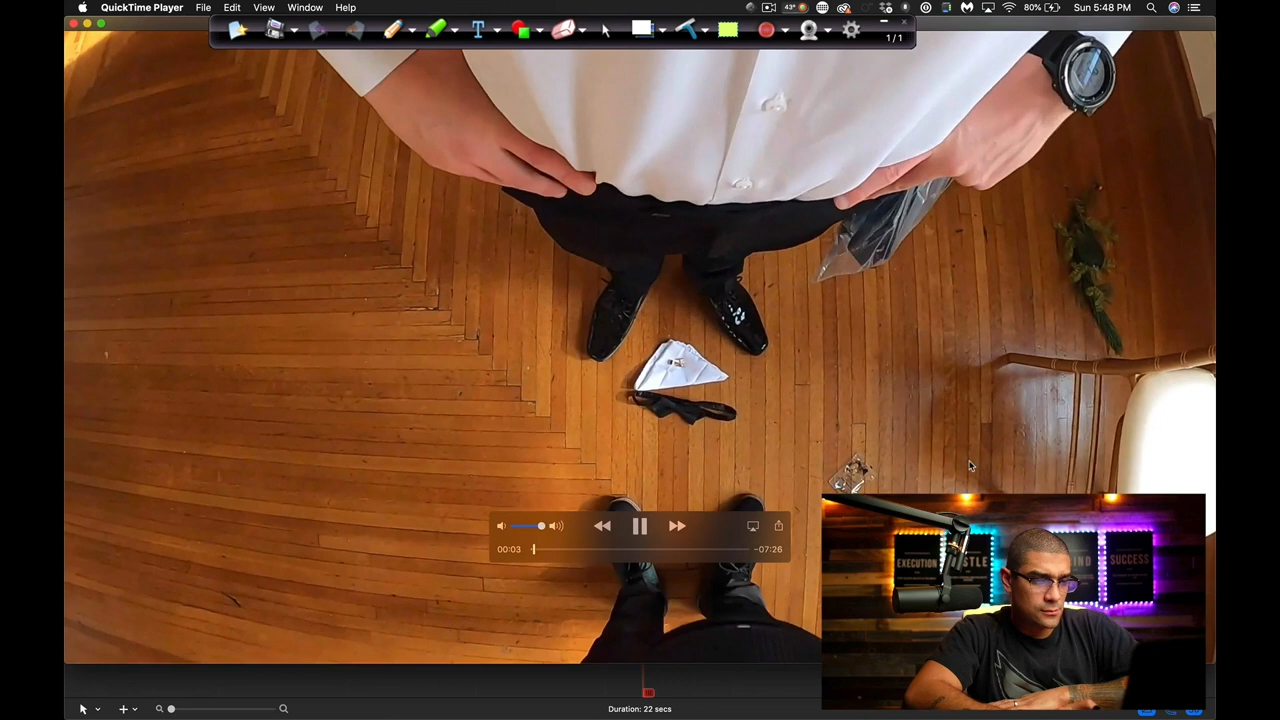 QuickTime Player File Edit View Window Help
43° 80% Sun 5:48 PM
1/1
00:03 -07:26
EXECUTION HUSTLE SUCCESS
Duration: 22 secs